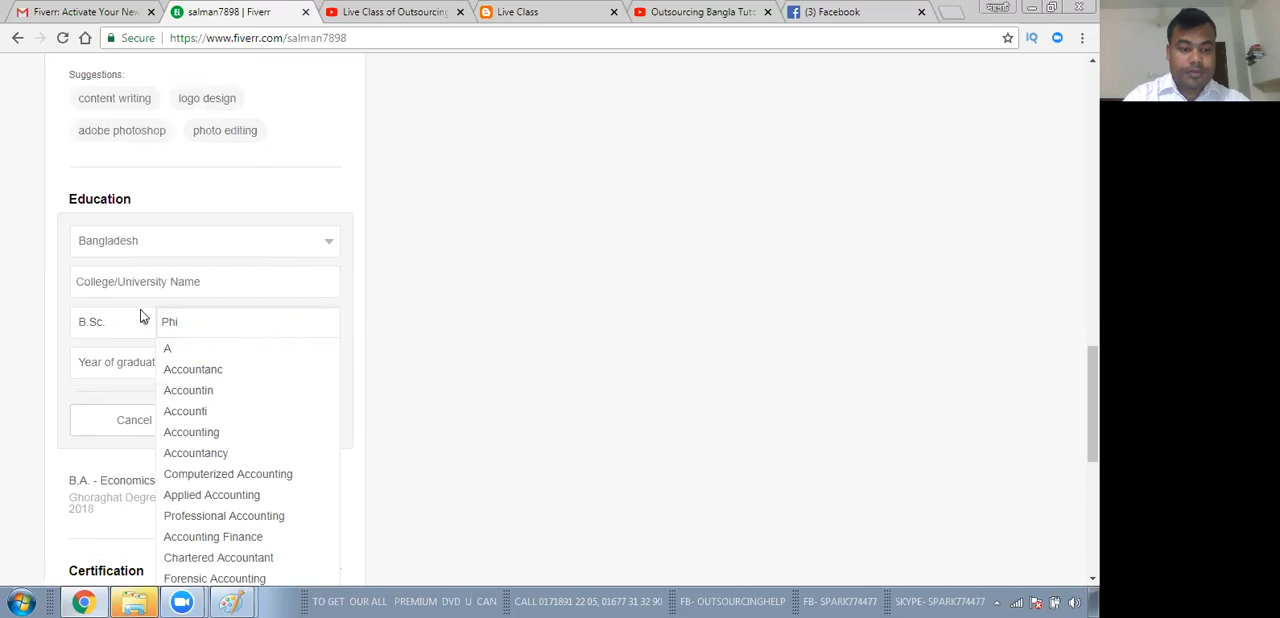 Fiverr: Activate Your New
salman7898 | Fiverr
Live Class of Outsourcing
Live Class
Outsourcing Bangla Tuto
(3) Facebook
Secure
https://www.fiverr.com/salman7898
IQ
Suggestions:
content writing
logo design
adobe photoshop
photo editing
Education
Bangladesh
College/University Name
B.Sc.
Phi
A
Year of graduat
Accountanc
Accountin
Accounti
Cancel
Accounting
Accountancy
B.A. - Economics
Computerized Accounting
Ghoraghat Degre
Applied Accounting
2018
Professional Accounting
Accounting Finance
Chartered Accountant
Certification
Forensic Accounting
TO GET OUR ALL PREMIUM DVD U CAN
CALL 0171891 22 05, 01677 31 32 90
FB- OUTSOURCINGHELP
FB- SPARK774477
SKYPE- SPARK774477